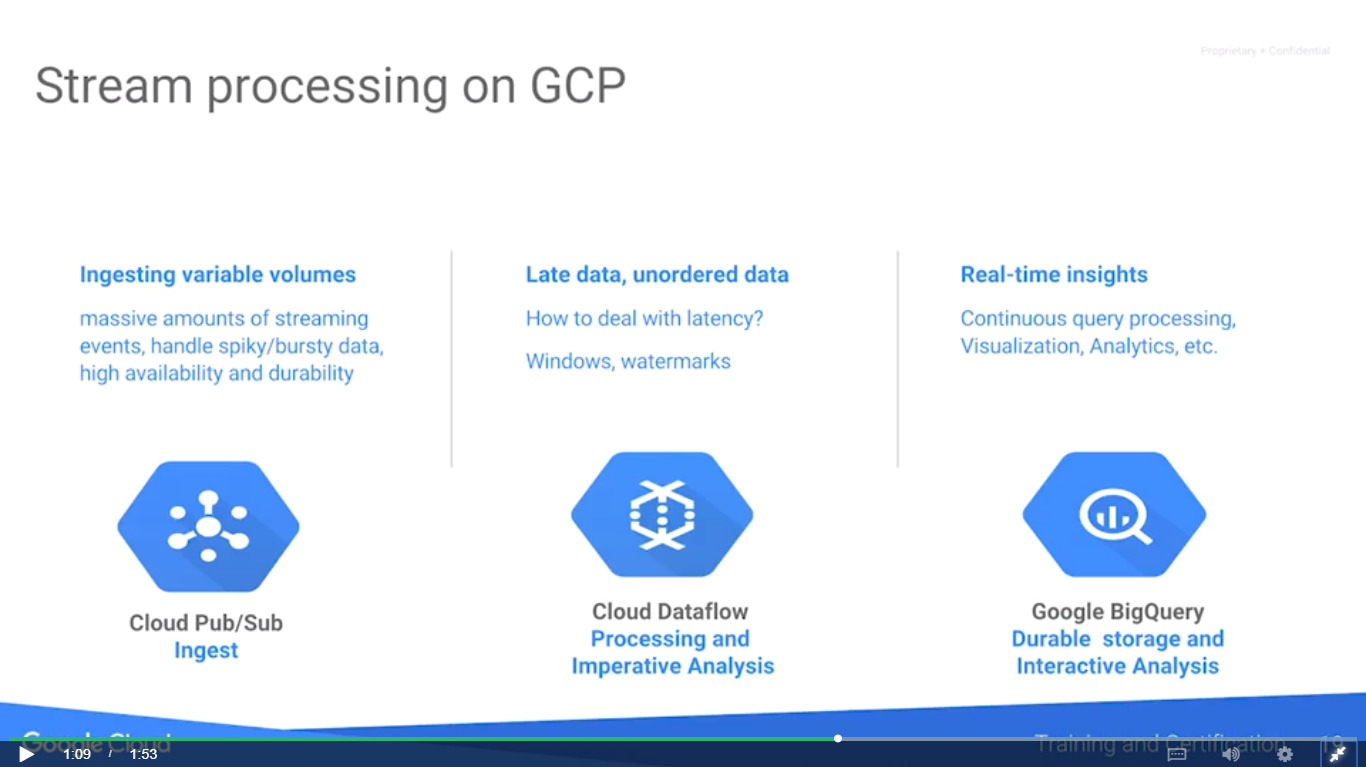 Proprietary + Confidential
Stream processing on GCP
Ingesting variable volumes
massive amounts of streaming
events, handle spiky/bursty data,
high availability and durability
Cloud Pub/Sub
Ingest
Late data, unordered data
How to deal with latency?
Windows, watermarks
Cloud Dataflow
Processing and
Imperative Analysis
Real-time insights
Continuous query processing,
Visualization, Analytics, etc.
Google BigQuery
Durable  storage and
Interactive Analysis
Google Cloud
Training and Certification
1:09 / 1:53